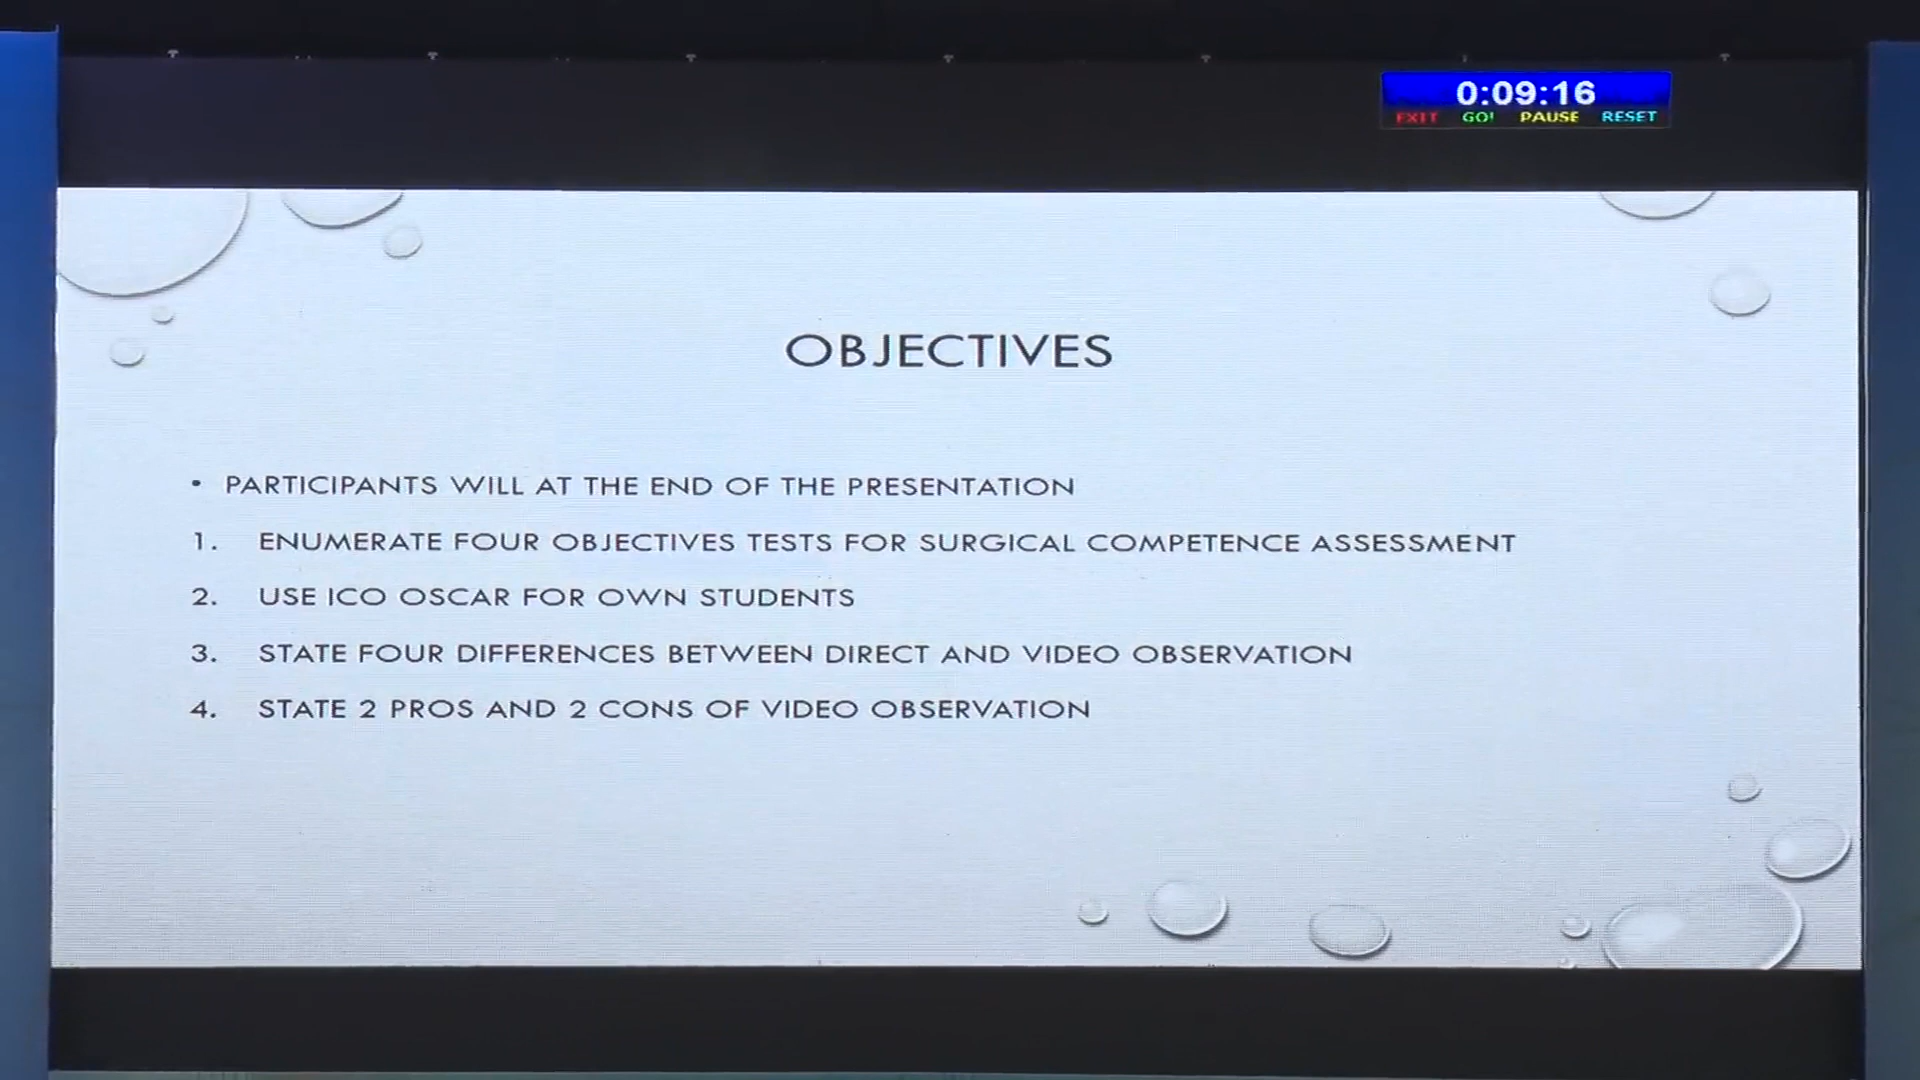 0:09:16
EXIT GO! PAUSE RESET
OBJECTIVES
• PARTICIPANTS WILL AT THE END OF THE PRESENTATION
1. ENUMERATE FOUR OBJECTIVES TESTS FOR SURGICAL COMPETENCE ASSESSMENT
2. USE ICO OSCAR FOR OWN STUDENTS
3. STATE FOUR DIFFERENCES BETWEEN DIRECT AND VIDEO OBSERVATION
4. STATE 2 PROS AND 2 CONS OF VIDEO OBSERVATION